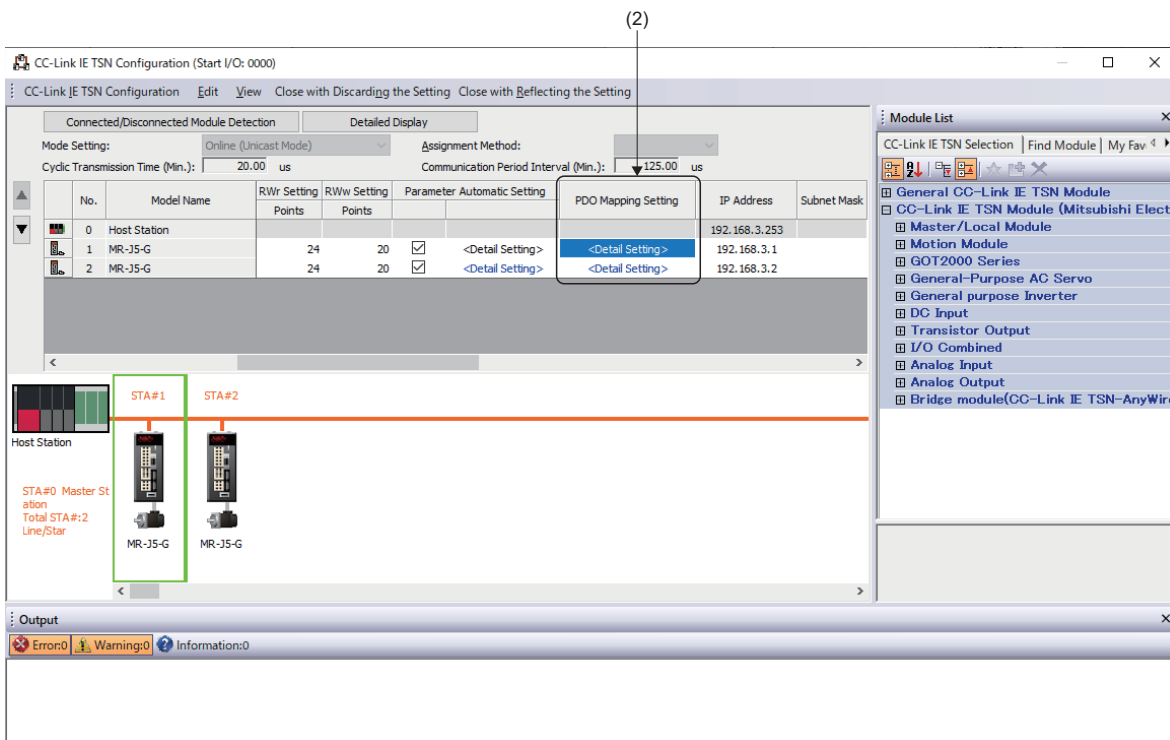 (2)
CC-Link IE TSN Configuration (Start I/O: 0000)
CC-Link IE TSN Configuration Edit View Close with Discarding the Setting Close with Reflecting the Setting
Connected/Disconnected Module Detection Detailed Display
Mode Setting: Online (Unicast Mode) Assignment Method:
Cyclic Transmission Time (Min.): 20.00 us Communication Period Interval (Min.): 125.00 us
No. Model Name RWr Setting RWw Setting Parameter Automatic Setting PDO Mapping Setting IP Address Subnet Mask
Points Points
0 Host Station 192.168.3.253
1 MR-J5-G 24 20 <Detail Setting> <Detail Setting> 192.168.3.1
2 MR-J5-G 24 20 <Detail Setting> <Detail Setting> 192.168.3.2
STA#1 STA#2
Host Station
STA#0 Master St
ation
Total STA#:2
Line/Star
MR-J5-G MR-J5-G
Module List
CC-Link IE TSN Selection Find Module My Fav
General CC-Link IE TSN Module
CC-Link IE TSN Module (Mitsubishi Elect
Master/Local Module
Motion Module
GOT2000 Series
General-Purpose AC Servo
General purpose Inverter
DC Input
Transistor Output
I/O Combined
Analog Input
Analog Output
Bridge module(CC-Link IE TSN-AnyWir
Output
Error:0 Warning:0 Information:0